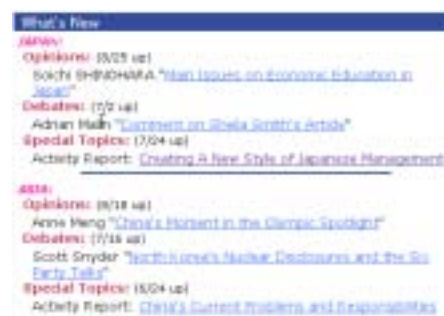 What's New
JAPAN:
Opinions: (8/25 up)
Soichi SHINOHARA "Main Issues on Economic Education in
Japan"
Debates: (7/2 up)
Adrian "Comment on Sheila Smith's Article"
Special Topics: (7/24 up)
Activity Report: Creating A New Style of Japanese Management
ASIA:
Opinions: (8/18 up)
Anne Meng "China's Moment in the Olympic Spotlight"
Debates: (7/16 up)
Scott Snyder "North Korea's Nuclear Disclosures and the Six
Party Talks"
Special Topics: (6/24 up)
Activity Report: China's Current Problems and Responsibilities